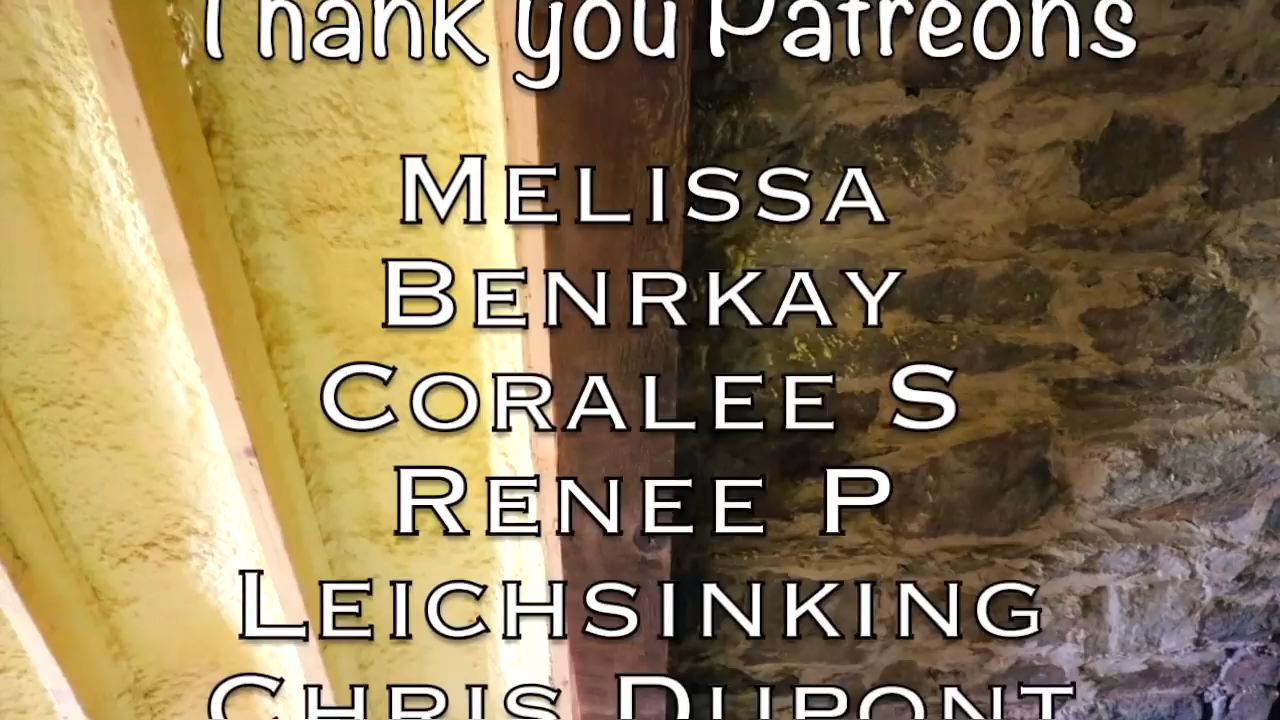 Thank you Patreons
MELISSA
BENRKAY
CORALEE S
RENEE P
LEICHSINKING
CHRIS DUPONT